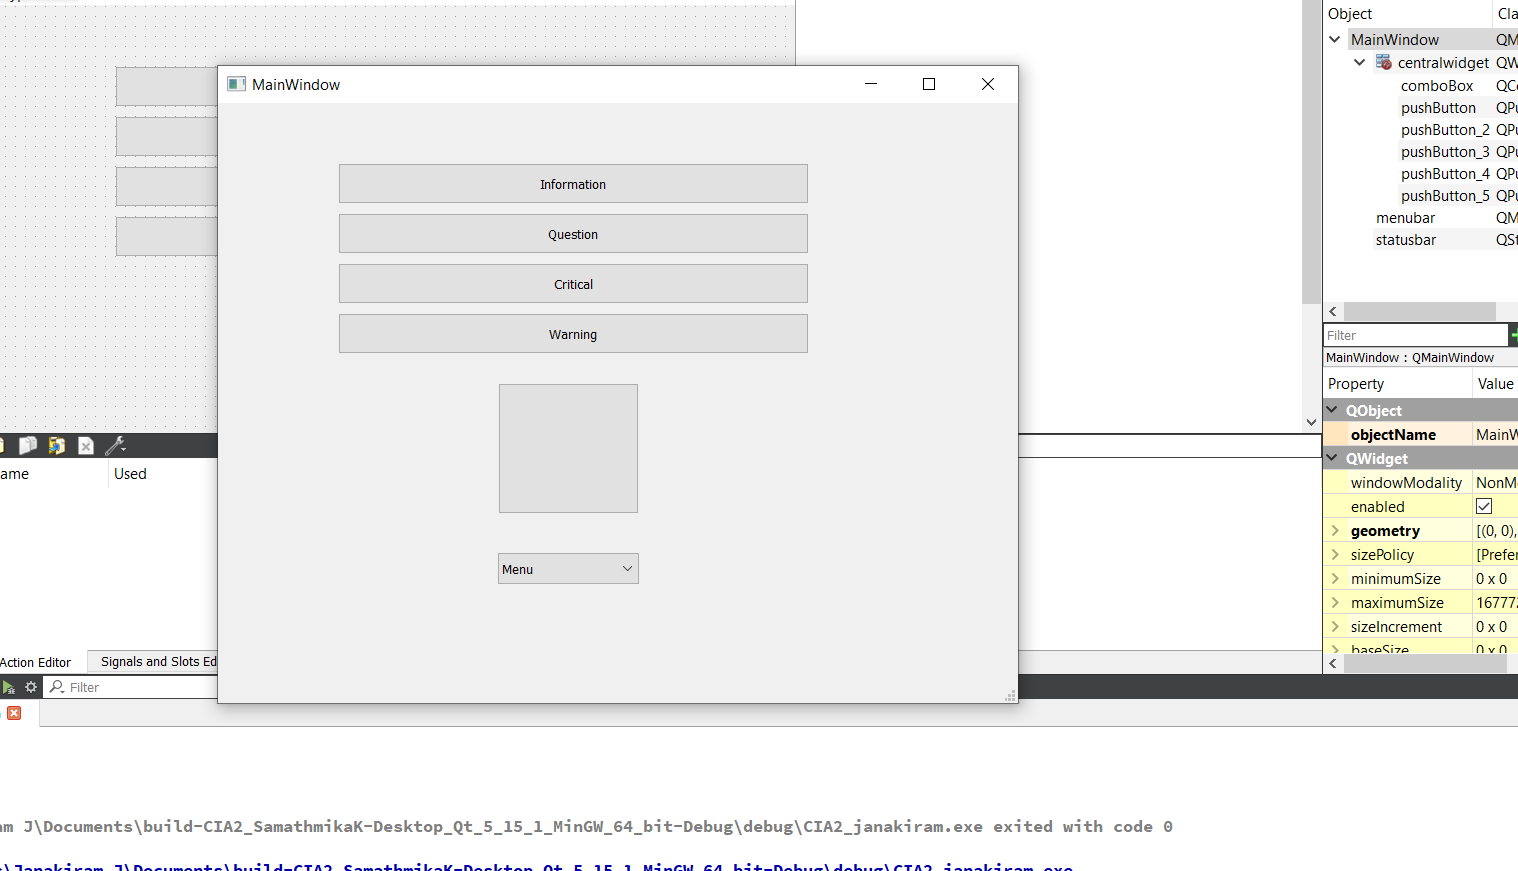 Object Cla
MainWindow QM
centralwidget QW
comboBox QC
pushButton QPu
pushButton_2 QPu
pushButton_3 QPu
pushButton_4 QPu
pushButton_5 QPu
menubar QM
statusbar QSt
MainWindow
Information
Question
Critical
Warning
Menu
Filter
MainWindow : QMainWindow
Property Value
QObject
objectName MainW
QWidget
windowModality NonM
enabled
geometry [(0, 0),
sizePolicy [Prefer
minimumSize 0 x 0
maximumSize 167772
sizeIncrement 0 x 0
baseSize 0 x 0
ame Used
Action Editor Signals and Slots Ed
Filter
am J\Documents\build-CIA2_SamathmikaK-Desktop_Qt_5_15_1_MinGW_64_bit-Debug\debug\CIA2_janakiram.exe exited with code 0
s\Janakiram J\Documents\build-CIA2_SamathmikaK-Desktop_Qt_5_15_1_MinGW_64_bit-Debug\debug\CIA2_janakiram.exe